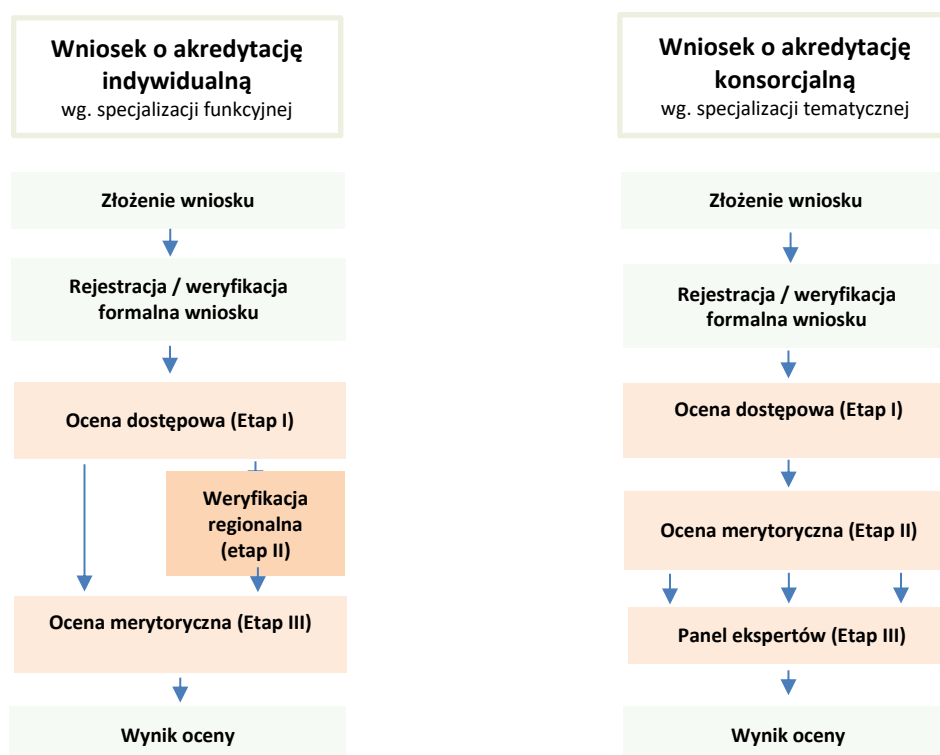 Wniosek o akredytację
indywidualną
wg. specjalizacji funkcyjnej
Złożenie wniosku
Rejestracja / weryfikacja
formalna wniosku
Ocena dostępowa (Etap I)
Weryfikacja
regionalna
(etap II)
Ocena merytoryczna (Etap III)
Wynik oceny
Wniosek o akredytację
konsorcjalną
wg. specjalizacji tematycznej
Złożenie wniosku
Rejestracja / weryfikacja
formalna wniosku
Ocena dostępowa (Etap I)
Ocena merytoryczna (Etap II)
Panel ekspertów (Etap III)
Wynik oceny